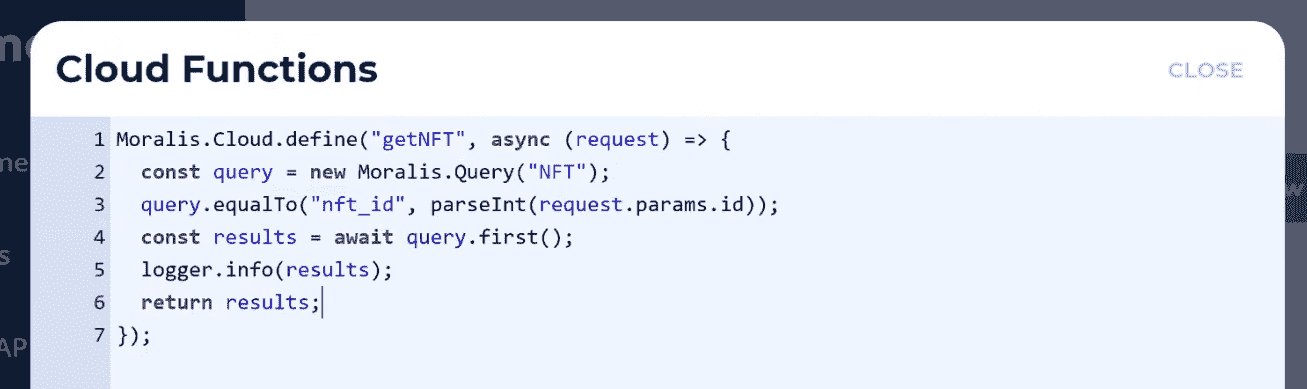 Cloud Functions
CLOSE
1 Moralis.Cloud.define("getNFT", async (request) => {
2   const query = new Moralis.Query("NFT");
3   query.equalTo("nft_id", parseInt(request.params.id));
4   const results = await query.first();
5   logger.info(results);
6   return results;
7 });
me
s
AP
w